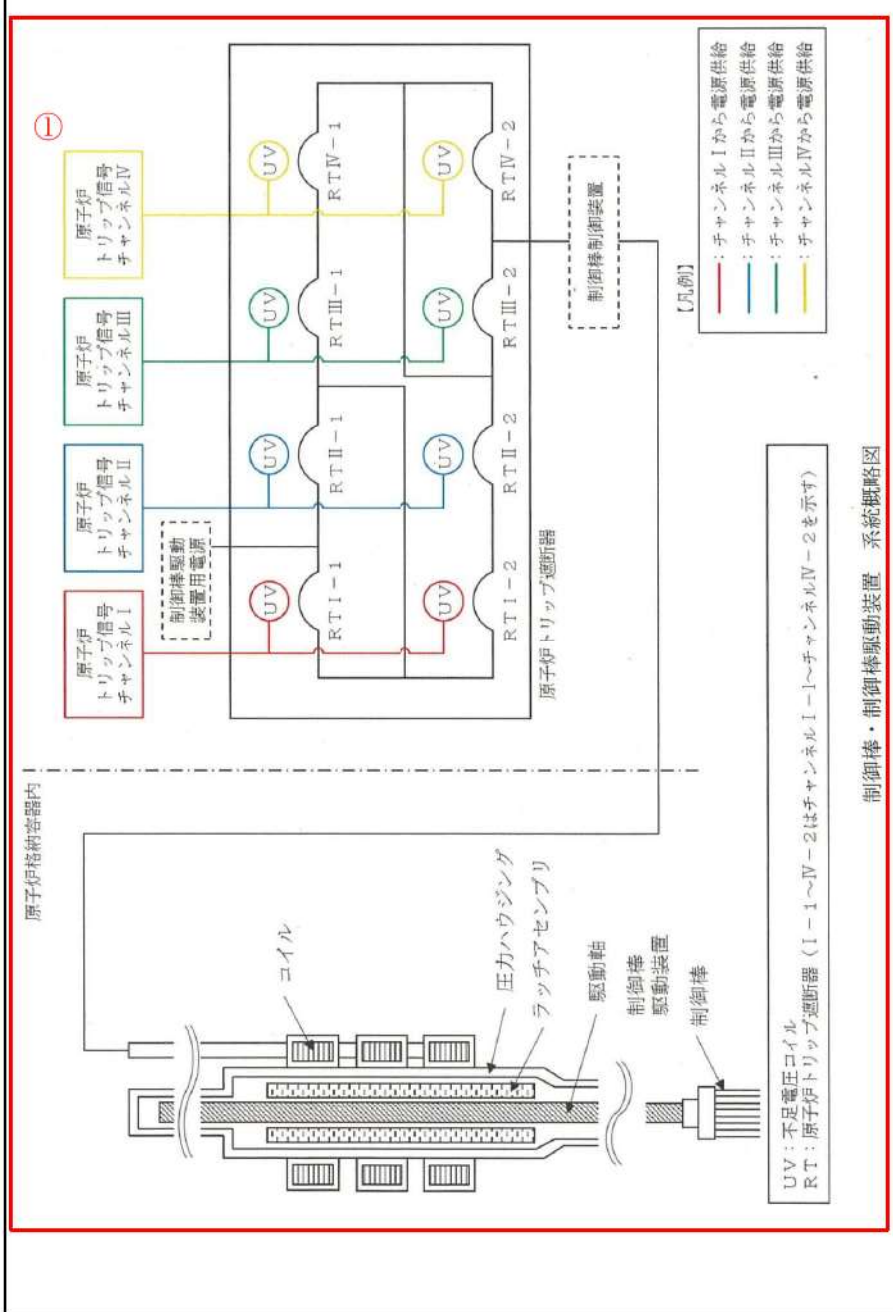 ①
原子炉格納容器内
原子炉
トリップ信号
チャンネルⅠ
原子炉
トリップ信号
チャンネルⅡ
原子炉
トリップ信号
チャンネルⅢ
原子炉
トリップ信号
チャンネルⅣ
制御棒駆動
装置用電源
UV
UV
UV
UV
RTⅠ-1
RTⅡ-1
RTⅢ-1
RTⅣ-1
UV
UV
UV
UV
RTⅠ-2
RTⅡ-2
RTⅢ-2
RTⅣ-2
原子炉トリップ遮断器
制御棒制御装置
コイル
圧力ハウジング
ラッチアセンブリ
駆動軸
制御棒
駆動装置
制御棒
【凡例】
:チャンネルⅠから電源供給
:チャンネルⅡから電源供給
:チャンネルⅢから電源供給
:チャンネルⅣから電源供給
UV:不足電圧コイル
RT:原子炉トリップ遮断器(Ⅰ-1~Ⅳ-2はチャンネルⅠ-1~チャンネルⅣ-2を示す)
制御棒・制御棒駆動装置 系統概略図